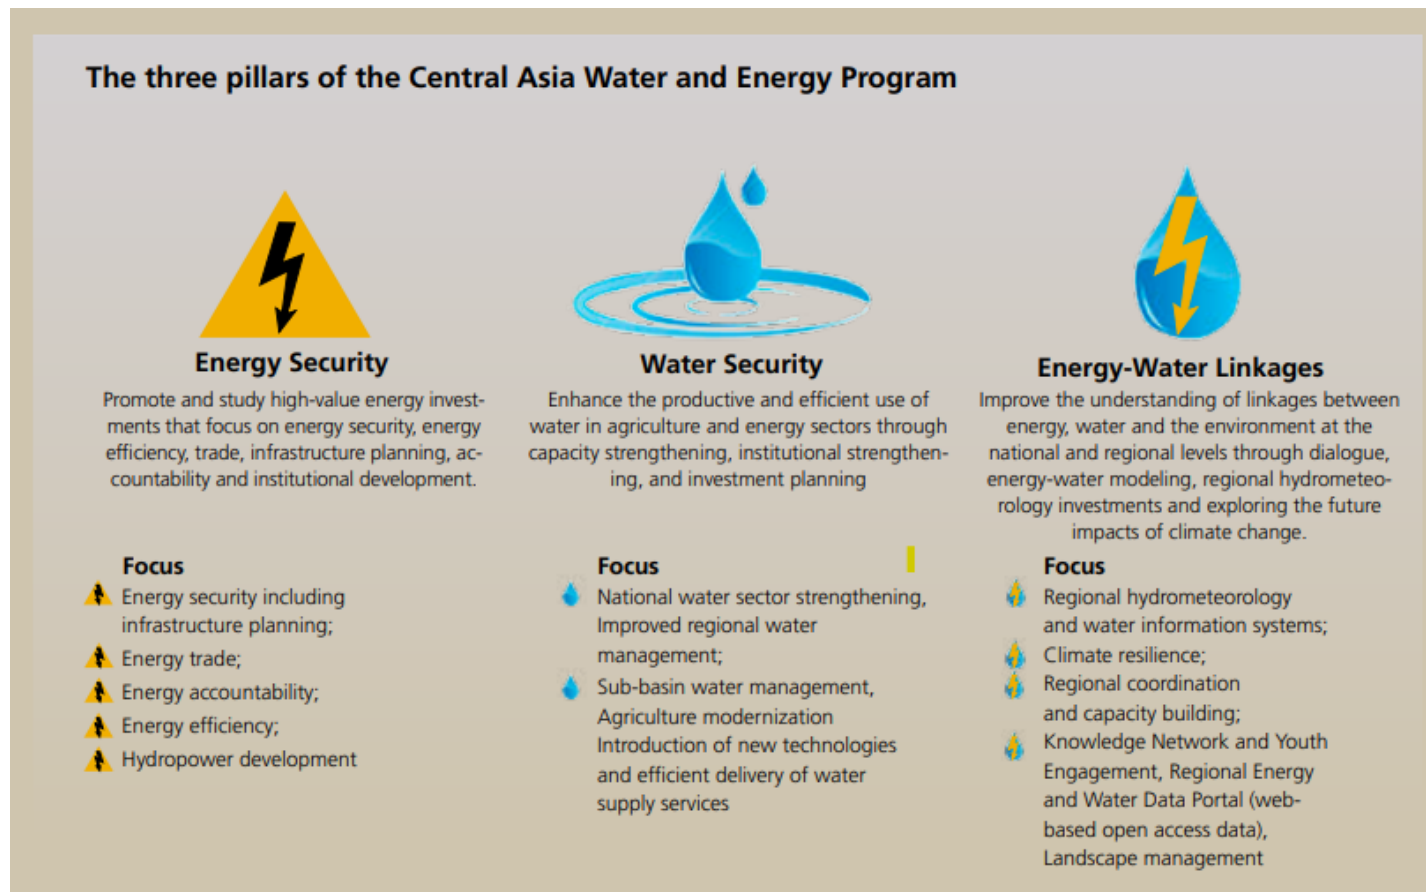 The three pillars of the Central Asia Water and Energy Program
Energy Security
Promote and study high-value energy invest-
ments that focus on energy security, energy
efficiency, trade, infrastructure planning, ac-
countability and institutional development.
Focus
Energy security including
infrastructure planning;
Energy trade;
Energy accountability;
Energy efficiency;
Hydropower development
Water Security
Enhance the productive and efficient use of
water in agriculture and energy sectors through
capacity strengthening, institutional strengthen-
ing, and investment planning
Focus
National water sector strengthening,
Improved regional water
management;
Sub-basin water management,
Agriculture modernization
Introduction of new technologies
and efficient delivery of water
supply services
Energy-Water Linkages
Improve the understanding of linkages between
energy, water and the environment at the
national and regional levels through dialogue,
energy-water modeling, regional hydrometeo-
rology investments and exploring the future
impacts of climate change.
Focus
Regional hydrometeorology
and water information systems;
Climate resilience;
Regional coordination
and capacity building;
Knowledge Network and Youth
Engagement, Regional Energy
and Water Data Portal (web-
based open access data),
Landscape management